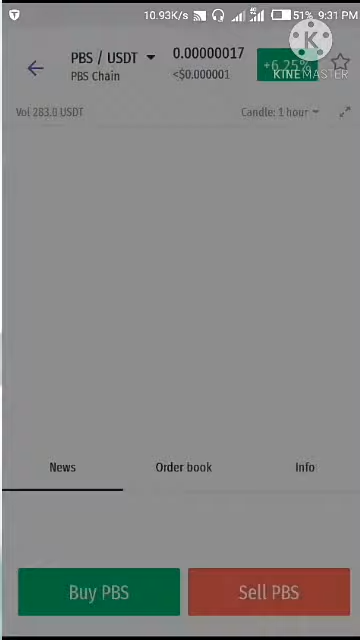 10.93K/s 51% 9:31 PM
PBS / USDT 0.00000017 +6.25%
PBS Chain <$0.000001
K
KINEMASTER
Vol 283.0 USDT Candle: 1 hour
News Order book Info
Buy PBS Sell PBS